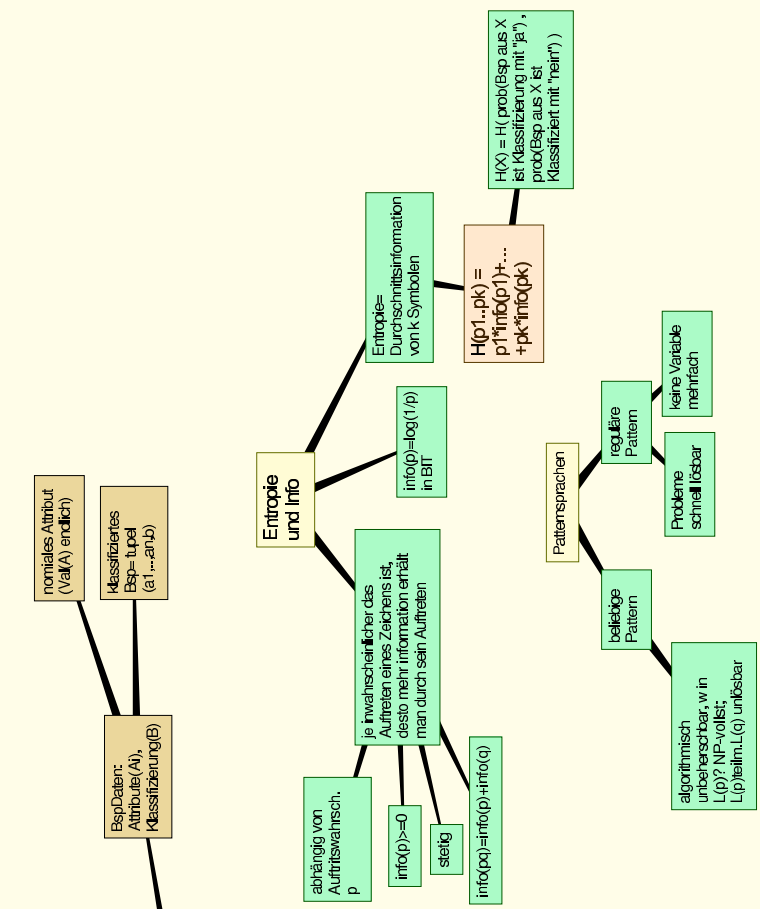 nomiales Attribut
(Val(A) endlich)
klassifiziertes
Bsp= tupel
(a1,...,an,b)
BspDaten:
Attribute(Ai),
Klassifizierung(B)
Entropie
und Info
Entropie=
Durchschnittsinformation
von k Symbolen
H(p1..pk) =
p1*info(p1)+...
+pk*info(pk)
H(X) = H( prob(Bsp aus X
ist Klassifizierung mit "ja") ,
prob(Bsp aus X ist
Klassifiziert mit "nein") )
info(p)=log(1/p)
in BIT
je inwahrscheinlicher das
Auftreten eines Zeichens ist,
desto mehr information erhält
man durch sein Auftreten
abhängig von
Auftrittswahrsch.
p
info(p)>=0
stetig
info(pq)=info(p)+info(q)
Patternsprachen
reguläre
Pattern
keine Variable
mehrfach
Probleme
schnell lösbar
beliebige
Pattern
algorithmisch
unbeherschbar, w in
L(p)? NP-vollst;
L(p)teilm.L(q) unlösbar